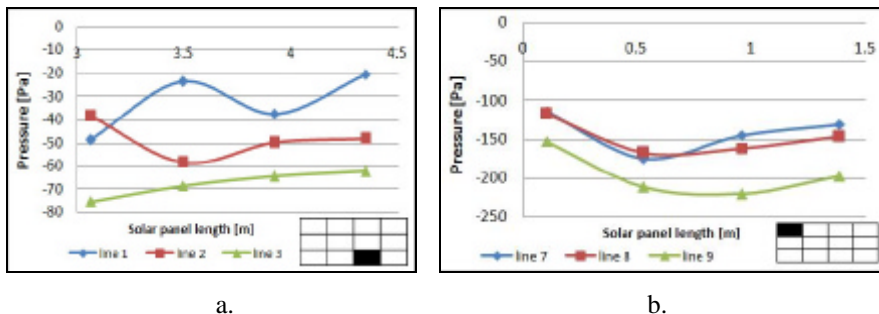 0
-10
-20
-30
-40
-50
-60
-70
-80
3
3.5
4
4.5
Pressure [Pa]
Solar panel length [m]
line 1
line 2
line 3
a.
0
-50
-100
-150
-200
-250
0
0.5
1
1.5
Pressure [Pa]
Solar panel length [m]
line 7
line 8
line 9
b.